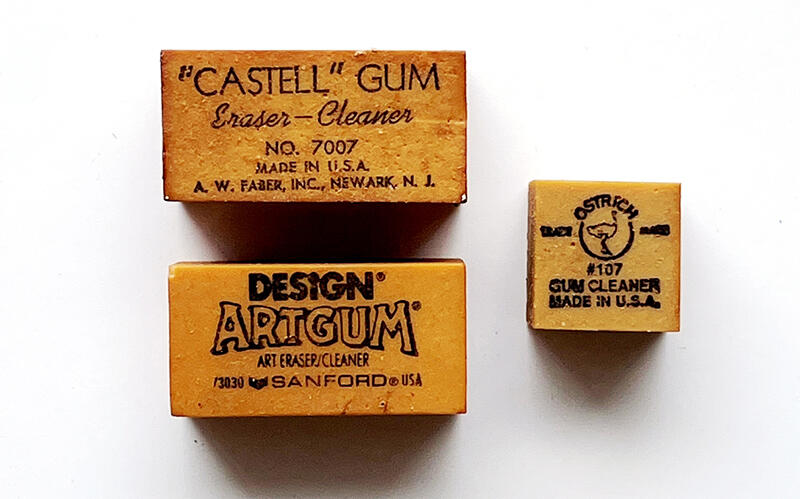 "CASTELL" GUM
Eraser-Cleaner
NO. 7007
MADE IN U.S.A.
A. W. FABER, INC., NEWARK, N. J.
DESIGN®
ARTGUM®
ART ERASER/CLEANER
73030 SANFORD® USA
OSTRICH
TRADE MARK
#107
GUM CLEANER
MADE IN U.S.A.